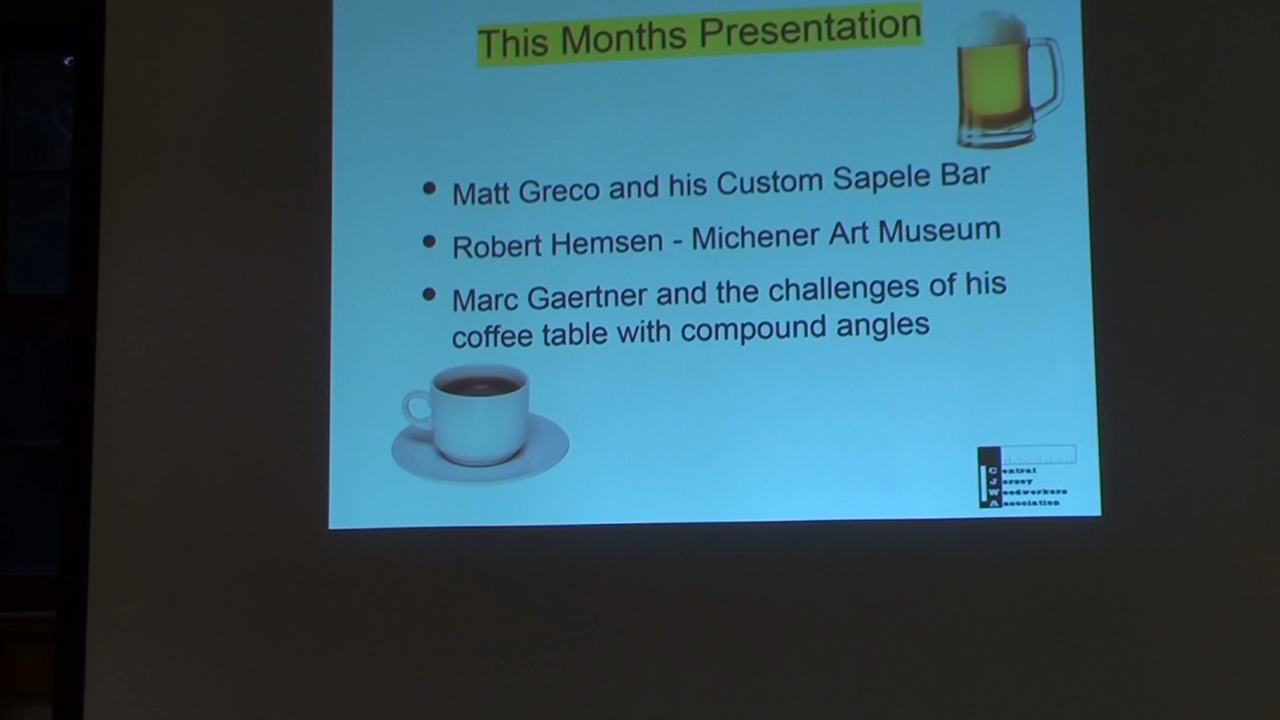 This Months Presentation
• Matt Greco and his Custom Sapele Bar
• Robert Hemsen - Michener Art Museum
• Marc Gaertner and the challenges of his
coffee table with compound angles
Central
Jersey
Woodworkers
Association